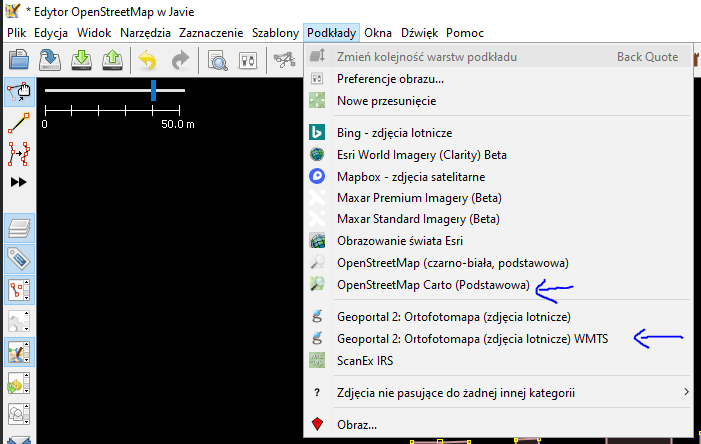 * Edytor OpenStreetMap w Javie
Plik Edycja Widok Narzędzia Zaznaczenie Szablony Podkłady Okna Dźwięk Pomoc
Zmień kolejność warstw podkładu Back Quote
Preferencje obrazu...
Nowe przesunięcie
0 50.0 m
Bing - zdjęcia lotnicze
Esri World Imagery (Clarity) Beta
Mapbox - zdjęcia satelitarne
Maxar Premium Imagery (Beta)
Maxar Standard Imagery (Beta)
Obrazowanie świata Esri
OpenStreetMap (czarno-biała, podstawowa)
OpenStreetMap Carto (Podstawowa)
Geoportal 2: Ortofotomapa (zdjęcia lotnicze)
Geoportal 2: Ortofotomapa (zdjęcia lotnicze) WMTS
ScanEx IRS
? Zdjęcia nie pasujące do żadnej innej kategorii
Obraz...